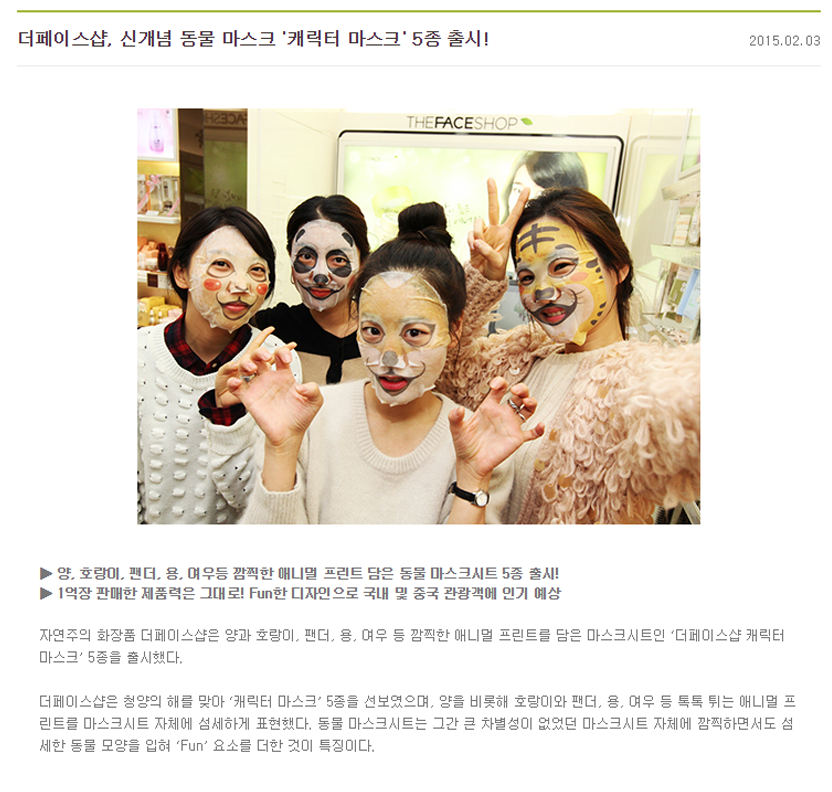 더페이스샵, 신개념 동물 마스크 '캐릭터 마스크' 5종 출시!
2015.02.03
THEFACESHOP
▶ 양, 호랑이, 팬더, 용, 여우등 깜찍한 애니멀 프린트 담은 동물 마스크시트 5종 출시!
▶ 1억장 판매한 제품력은 그대로! Fun한 디자인으로 국내 및 중국 관광객에 인기 예상
자연주의 화장품 더페이스샵은 양과 호랑이, 팬더, 용, 여우 등 깜찍한 애니멀 프린트를 담은 마스크시트인 ‘더페이스샵 캐릭터
마스크’ 5종을 출시했다.
더페이스샵은 청양의 해를 맞아 ‘캐릭터 마스크’ 5종을 선보였으며, 양을 비롯해 호랑이와 팬더, 용, 여우 등 톡톡 튀는 애니멀 프
린트를 마스크시트 자체에 섬세하게 표현했다. 동물 마스크시트는 그간 큰 차별성이 없었던 마스크시트 자체에 깜찍하면서도 섬
세한 동물 모양을 입혀 ‘Fun’ 요소를 더한 것이 특징이다.